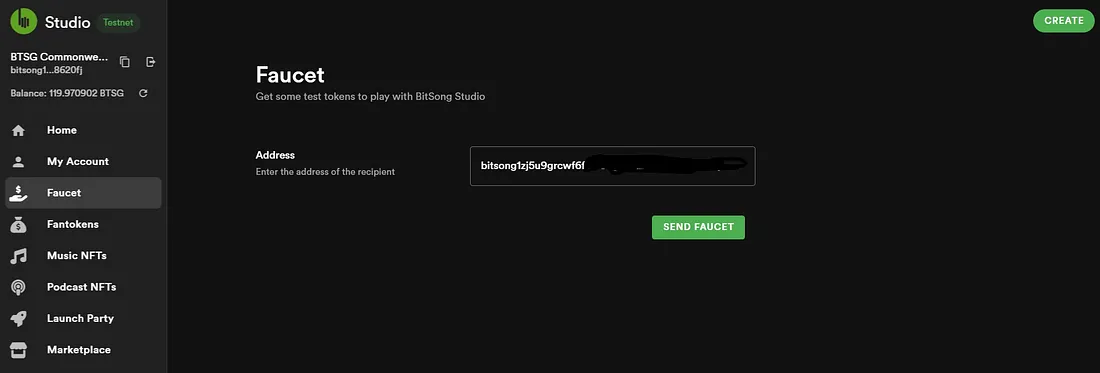 Studio Testnet
CREATE
BTSG Commonwe...
bitsong1...8620fj
Balance: 119.970902 BTSG
Home
My Account
Faucet
Fantokens
Music NFTs
Podcast NFTs
Launch Party
Marketplace
Faucet
Get some test tokens to play with BitSong Studio
Address
Enter the address of the recipient
bitsong1zj5u9grcwf6f
SEND FAUCET